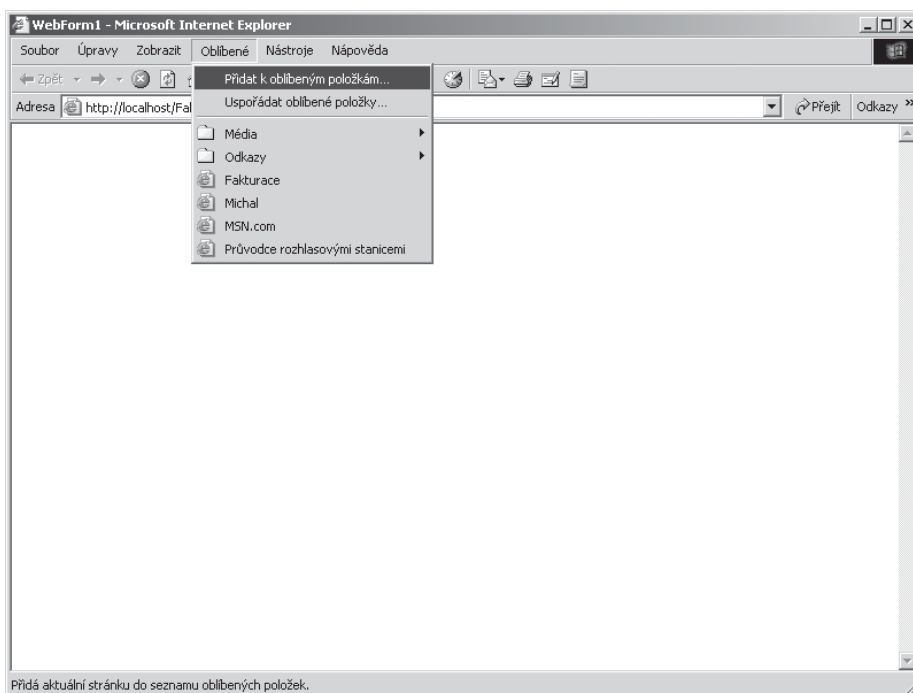 WebForm1 - Microsoft Internet Explorer
Soubor Úpravy Zobrazit Oblíbené Nástroje Nápověda
Zpět
Přidat k oblíbeným položkám...
Adresa http://localhost/Fal
Uspořádat oblíbené položky...
Přejít Odkazy »
Média
Odkazy
Fakturace
Michal
MSN.com
Průvodce rozhlasovými stanicemi
Přidá aktuální stránku do seznamu oblíbených položek.